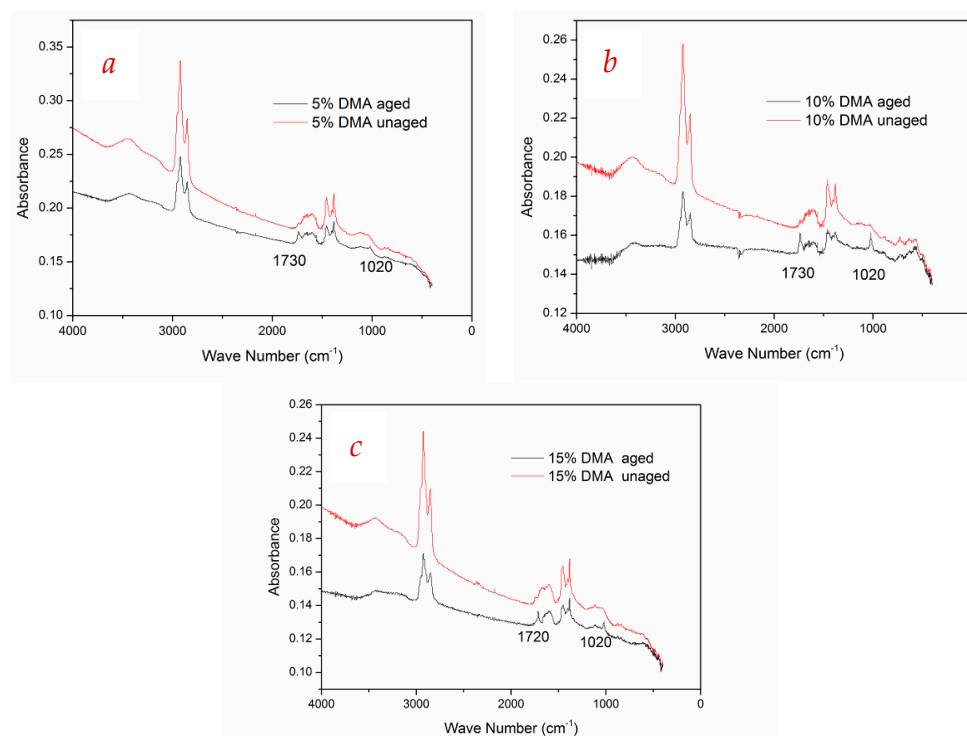 a
5% DMA aged
5% DMA unaged
0.35
0.30
0.25
0.20
0.15
0.10
Absorbance
1730
1020
4000 3000 2000 1000 0
Wave Number (cm⁻¹)
b
10% DMA aged
10% DMA unaged
0.26
0.24
0.22
0.20
0.18
0.16
0.14
0.12
Absorbance
1730
1020
4000 3000 2000 1000
Wave Number (cm⁻¹)
c
15% DMA aged
15% DMA unaged
0.26
0.24
0.22
0.20
0.18
0.16
0.14
0.12
0.10
Absorbance
1720
1020
4000 3000 2000 1000 0
Wave Number (cm⁻¹)